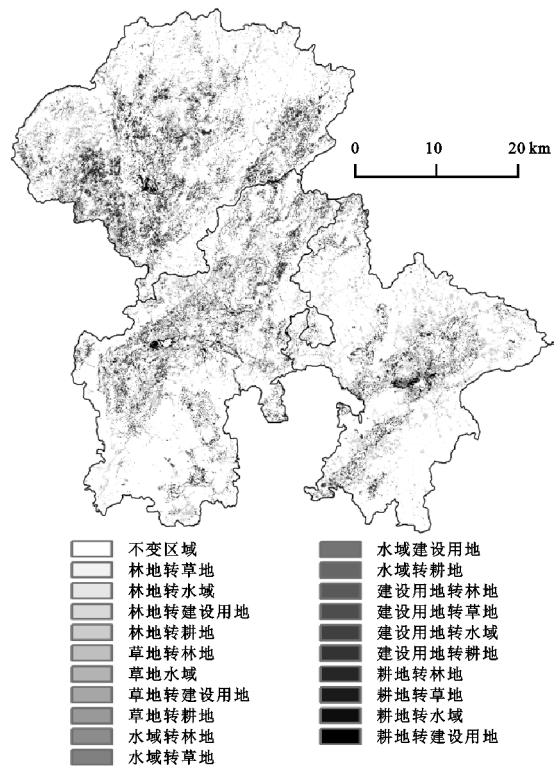 0 10 20 km
不变区域
林地转草地
林地转水域
林地转建设用地
林地转耕地
草地转林地
草地水域
草地转建设用地
草地转耕地
水域转林地
水域转草地
水域建设用地
水域转耕地
建设用地转林地
建设用地转草地
建设用地转水域
建设用地转耕地
耕地转林地
耕地转草地
耕地转水域
耕地转建设用地